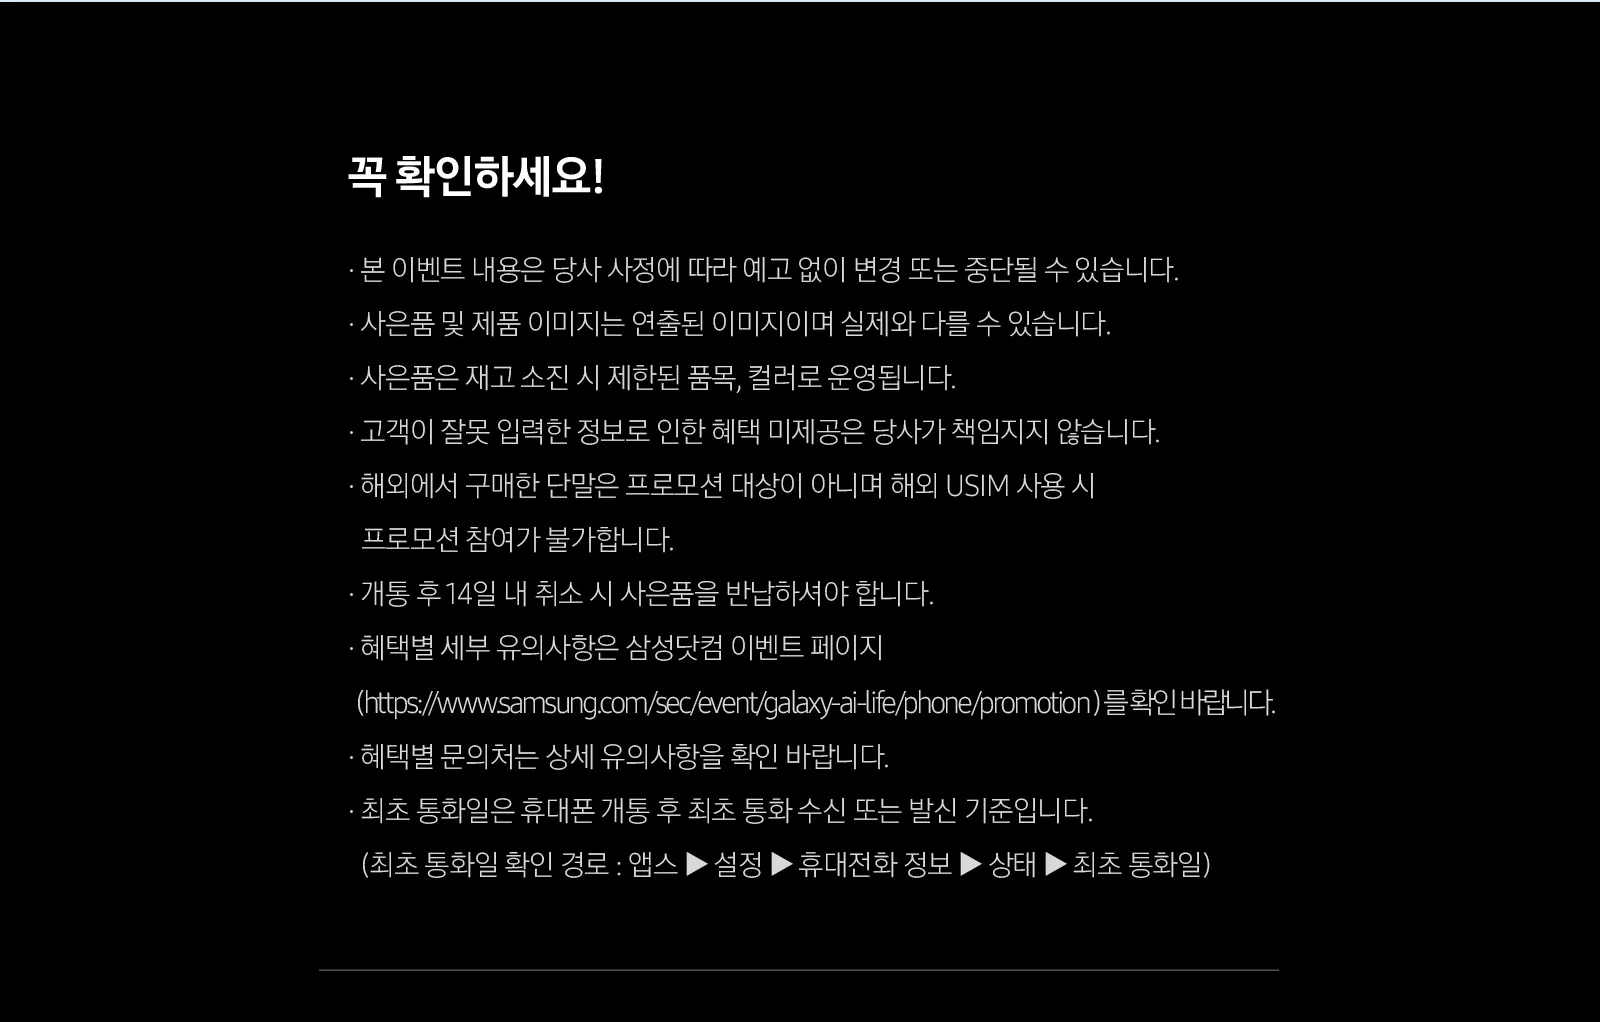 꼭 확인하세요!
· 본 이벤트 내용은 당사 사정에 따라 예고 없이 변경 또는 중단될 수 있습니다.
· 사은품 및 제품 이미지는 연출된 이미지이며 실제와 다를 수 있습니다.
· 사은품은 재고 소진 시 제한된 품목, 컬러로 운영됩니다.
· 고객이 잘못 입력한 정보로 인한 혜택 미제공은 당사가 책임지지 않습니다.
· 해외에서 구매한 단말은 프로모션 대상이 아니며 해외 USIM 사용 시
프로모션 참여가 불가합니다.
· 개통 후 14일 내 취소 시 사은품을 반납하셔야 합니다.
· 혜택별 세부 유의사항은 삼성닷컴 이벤트 페이지
(https://www.samsung.com/sec/event/galaxy-ai-life/phone/promotion )를 확인 바랍니다.
· 혜택별 문의처는 상세 유의사항을 확인 바랍니다.
· 최초 통화일은 휴대폰 개통 후 최초 통화 수신 또는 발신 기준입니다.
(최초 통화일 확인 경로 : 앱스 ▶ 설정 ▶ 휴대전화 정보 ▶ 상태 ▶ 최초 통화일)